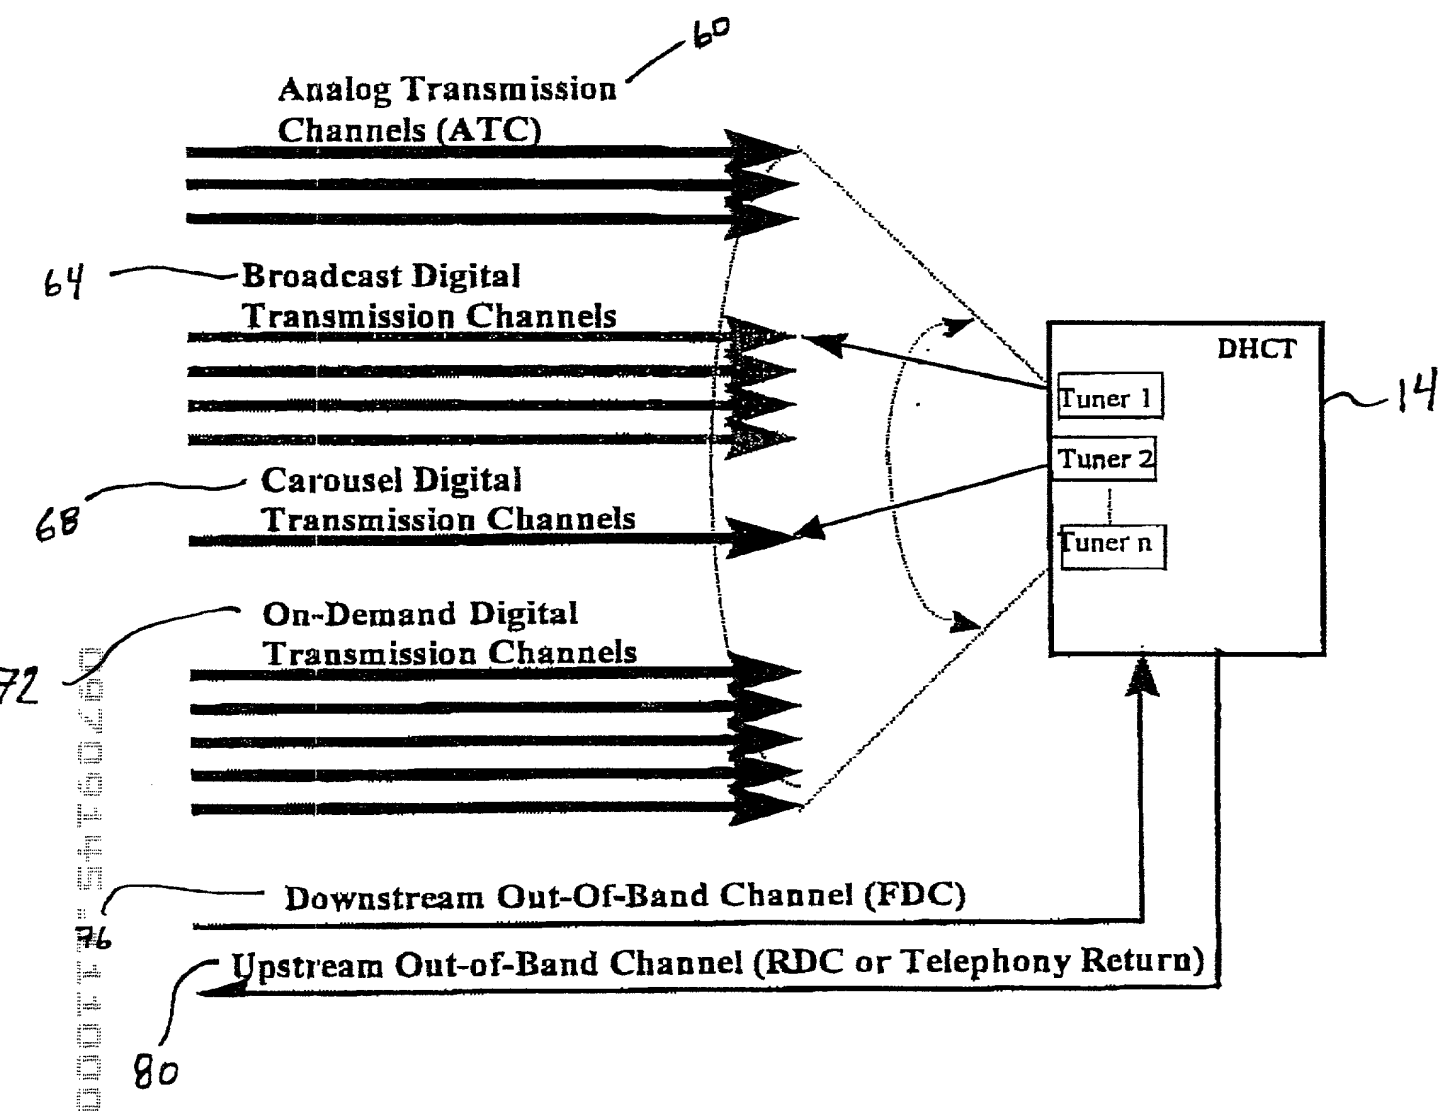 60
Analog Transmission
Channels (ATC)
64
Broadcast Digital
Transmission Channels
DHCT
Tuner 1
14
Tuner 2
Carousel Digital
68
Transmission Channels
Tuner n
On-Demand Digital
Transmission Channels
72
Downstream Out-Of-Band Channel (FDC)
76
Upstream Out-of-Band Channel (RDC or Telephony Return)
80